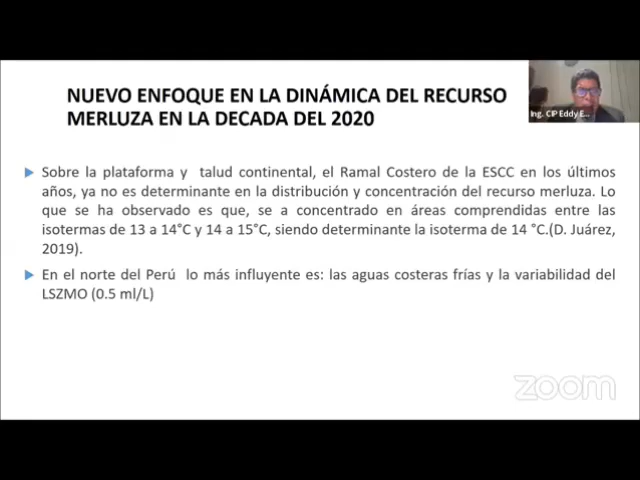 NUEVO ENFOQUE EN LA DINÁMICA DEL RECURSO
MERLUZA EN LA DECADA DEL 2020
Ing. CIP Eddy E...
Sobre la plataforma y talud continental, el Ramal Costero de la ESCC en los últimos
años, ya no es determinante en la distribución y concentración del recurso merluza. Lo
que se ha observado es que, se a concentrado en áreas comprendidas entre las
isotermas de 13 a 14°C y 14 a 15°C, siendo determinante la isoterma de 14 °C.(D. Juárez,
2019).
En el norte del Perú lo más influyente es: las aguas costeras frías y la variabilidad del
LSZMO (0.5 ml/L)
zoom